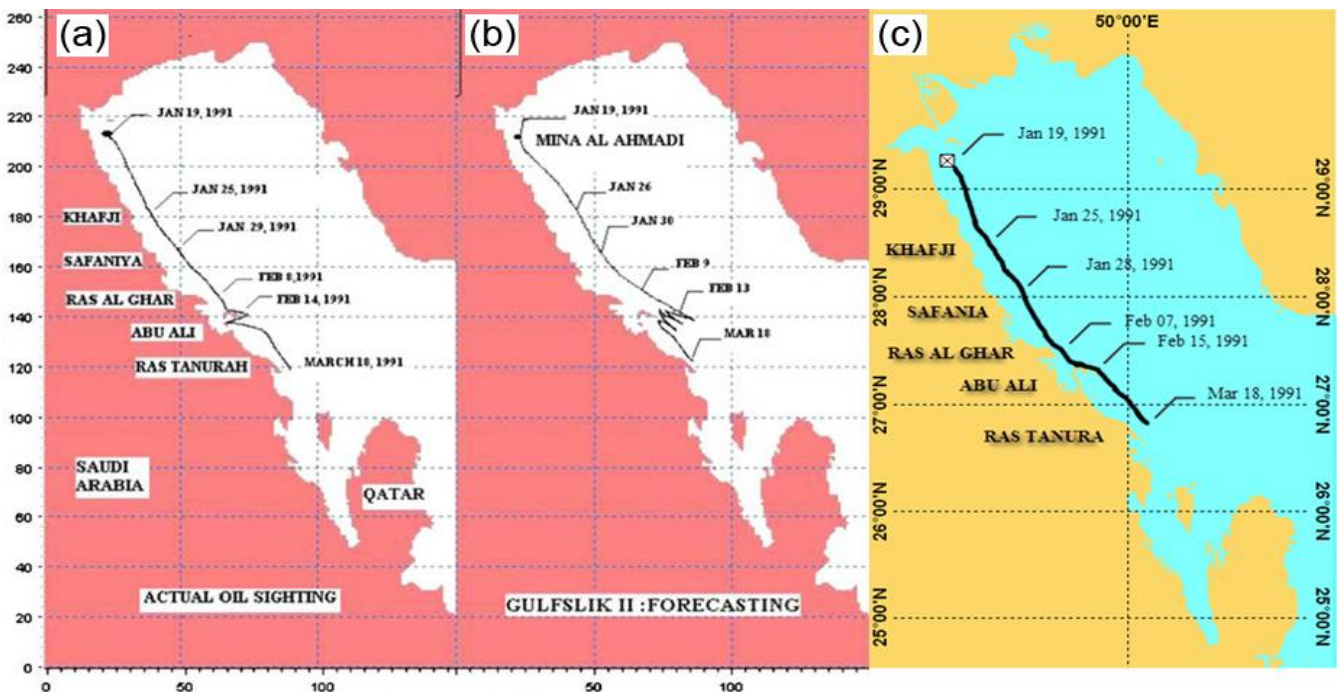 (a)
260
240
220
200
180
160
140
120
100
80
60
40
20
0
0
50
100
JAN 19, 1991
JAN 25, 1991
JAN 29, 1991
FEB 8,1991
FEB 14, 1991
MARCH 18, 1991
KHAFJI
SAFANIYA
RAS AL GHAR
ABU ALI
RAS TANURAH
SAUDI
ARABIA
QATAR
ACTUAL OIL SIGHTING
(b)
JAN 19, 1991
MINA AL AHMADI
JAN 26
JAN 30
FEB 9
FEB 13
MAR 18
GULFSLIK II :FORECASTING
0
50
100
(c)
50°00'E
Jan 19, 1991
Jan 25, 1991
Jan 28, 1991
Feb 07, 1991
Feb 15, 1991
Mar 18, 1991
KHAFJI
SAFANIA
RAS AL GHAR
ABU ALI
RAS TANURA
29°00'N
28°00'N
27°00'N
26°00'N
25°00'N
29°00'N
28°00'N
27°00'N
26°00'N
25°00'N